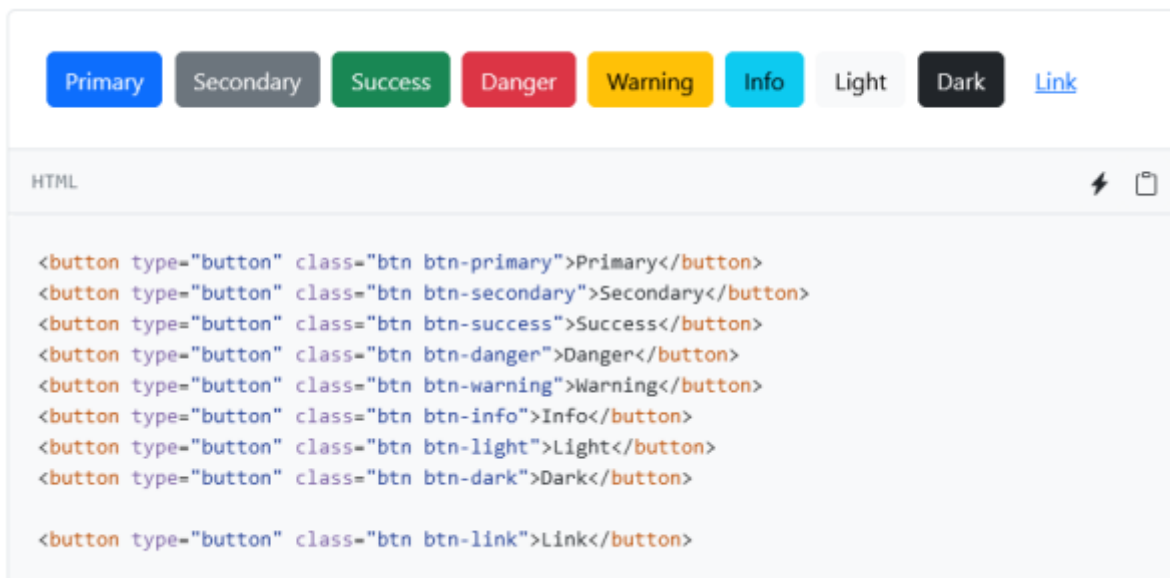 Primary Secondary Success Danger Warning Info Light Dark Link
HTML
<button type="button" class="btn btn-primary">Primary</button>
<button type="button" class="btn btn-secondary">Secondary</button>
<button type="button" class="btn btn-success">Success</button>
<button type="button" class="btn btn-danger">Danger</button>
<button type="button" class="btn btn-warning">Warning</button>
<button type="button" class="btn btn-info">Info</button>
<button type="button" class="btn btn-light">Light</button>
<button type="button" class="btn btn-dark">Dark</button>
<button type="button" class="btn btn-link">Link</button>